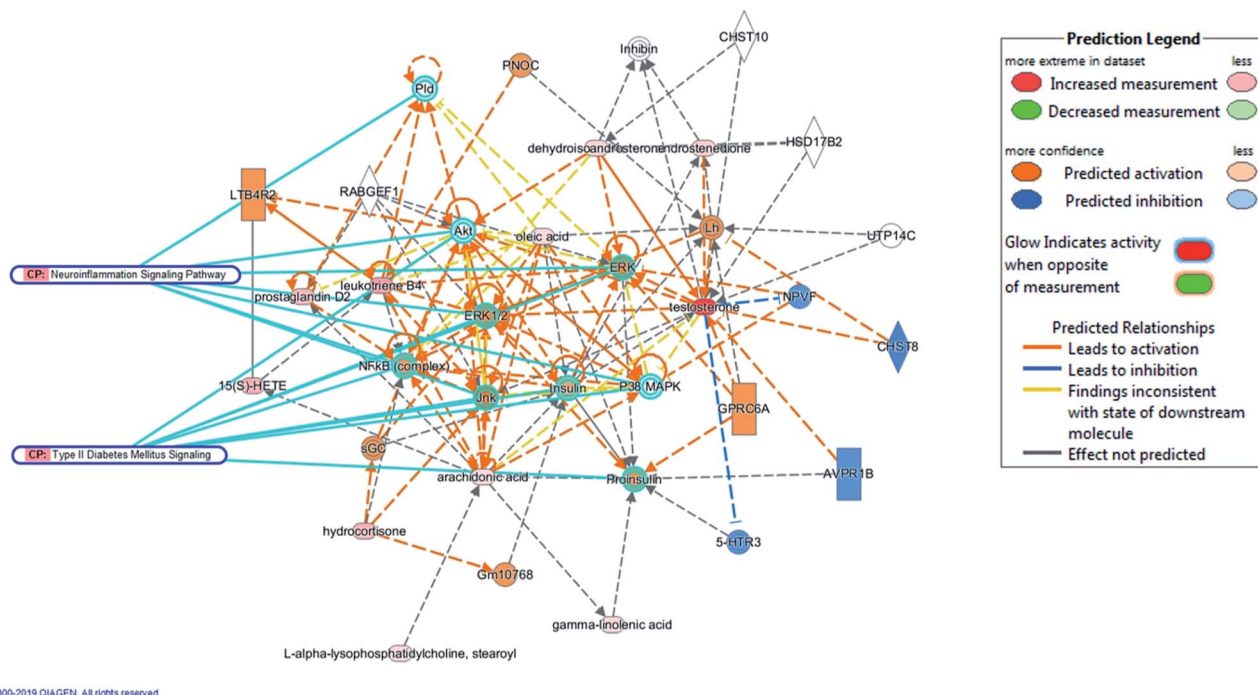 CHST10
Inhibin
PNOC
Pld
dehydroisoandrosterone
ndrostenedione
HSD17B2
LTB4R2
RABGEF1
Akt
oleic acid
Lh
UTP14C
ERK
CP: Neuroinflammation Signaling Pathway
leukotriene B4
prostaglandin D2
NPVF
testosterone
ERK1/2
CHST8
NFkB (complex)
15(S)-HETE
Insulin
P38 MAPK
Jnk
GPRC6A
sGC
CP: Type II Diabetes Mellitus Signaling
arachidonic acid
Proinsulin
AVPR1B
hydrocortisone
5-HTR3
Gm10768
gamma-linolenic acid
L-alpha-lysophosphatidylcholine, stearoyl
Prediction Legend
more extreme in dataset less
Increased measurement
Decreased measurement
more confidence less
Predicted activation
Predicted inhibition
Glow Indicates activity
when opposite
of measurement
Predicted Relationships
Leads to activation
Leads to inhibition
Findings inconsistent
with state of downstream
molecule
Effect not predicted
000-2019 QIAGEN. All rights reserved.